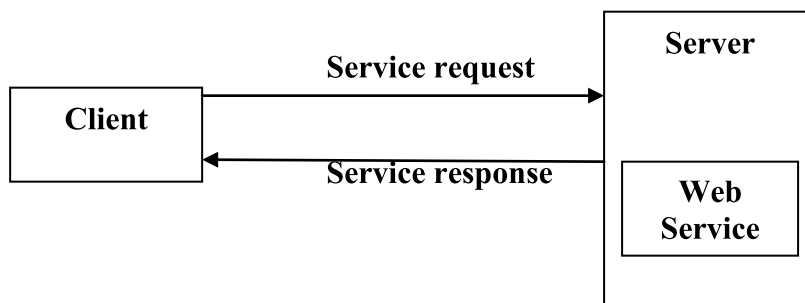 Server
Service request
Client
Service response
Web
Service